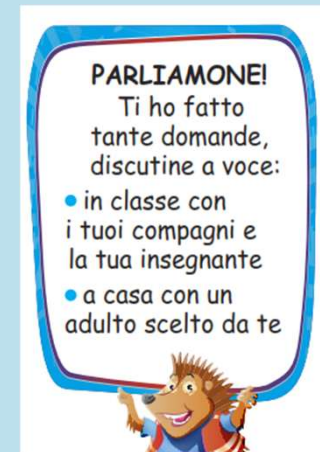 PARLIAMONE!
Ti ho fatto
tante domande,
discutine a voce:
• in classe con
i tuoi compagni e
la tua insegnante
• a casa con un
adulto scelto da te